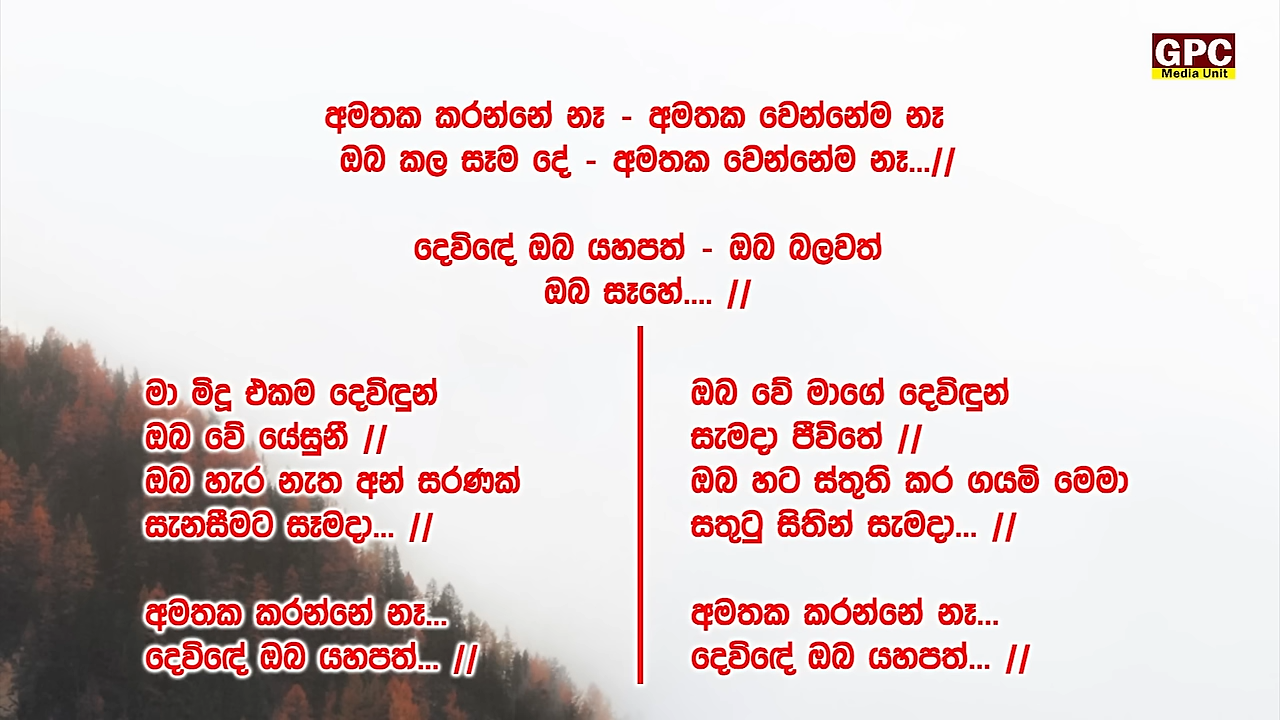 GPC
Media Unit
අමතක කරන්නේ නෑ - අමතක වෙන්නේම නෑ
ඔබ කල සෑම දේ - අමතක වෙන්නේම නෑ...//
දෙවිඳේ ඔබ යහපත් - ඔබ බලවත්
ඔබ සෑහේ.... //
මා මිදූ එකම දෙවිඳුන්
ඔබ වේ යේසුනී //
ඔබ හැර නැත අන් සරණක්
සැනසීමට සෑමදා... //
අමතක කරන්නේ නෑ...
දෙවිඳේ ඔබ යහපත්... //
ඔබ වේ මාගේ දෙවිඳුන්
සැමදා ජීවිතේ //
ඔබ හට ස්තුති කර ගයමි මෙමා
සතුටු සිතින් සැමදා... //
අමතක කරන්නේ නෑ...
දෙවිඳේ ඔබ යහපත්... //